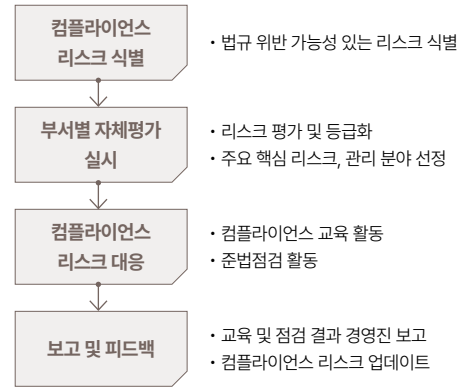 컴플라이언스
리스크 식별
• 법규 위반 가능성 있는 리스크 식별
부서별 자체평가
실시
• 리스크 평가 및 등급화
• 주요 핵심 리스크, 관리 분야 선정
컴플라이언스
리스크 대응
• 컴플라이언스 교육 활동
• 준법점검 활동
보고 및 피드백
• 교육 및 점검 결과 경영진 보고
• 컴플라이언스 리스크 업데이트